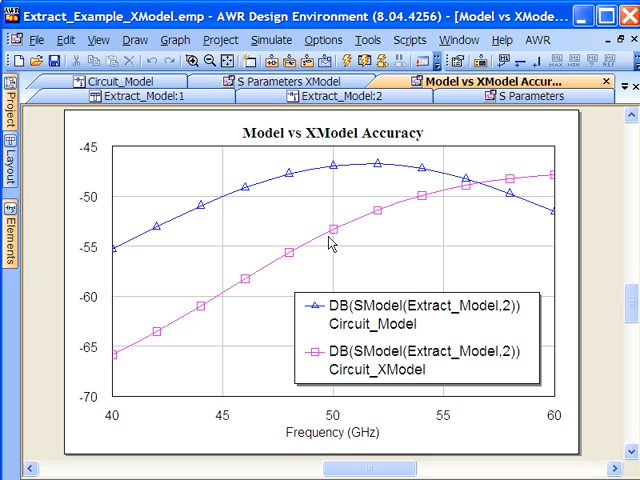 Extract_Example_XModel.emp - AWR Design Environment (8.04.4256) - [Model vs XMode...
File Edit View Draw Graph Project Simulate Options Tools Scripts Window Help AWR
Circuit_Model S Parameters XModel Model vs XModel Accur...
Extract_Model:1 Extract_Model:2 S Parameters
Project
Layout
Elements
Model vs XModel Accuracy
-45
-50
-55
-60
-65
-70
DB(SModel(Extract_Model,2))
Circuit_Model
DB(SModel(Extract_Model,2))
Circuit_XModel
40 45 50 55 60
Frequency (GHz)